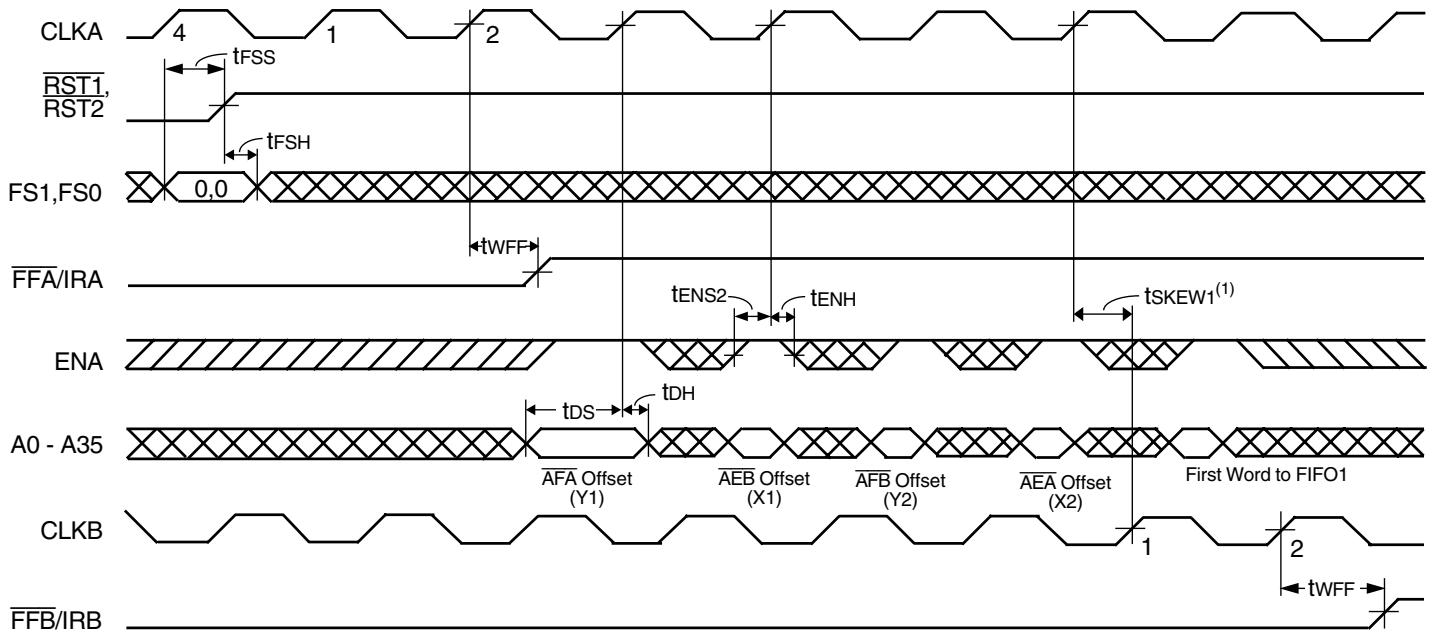 CLKA 4 1 2
tFSS
RST1,
RST2
tFSH
FS1,FS0 0,0
tWFF
FFA/IRA
tENS2 tENH tSKEW1(1)
ENA
tDS tDH
A0 - A35
AFA Offset
(Y1)
AEB Offset
(X1)
AFB Offset
(Y2)
AEA Offset
(X2)
First Word to FIFO1
CLKB 1 2
tWFF
FFB/IRB